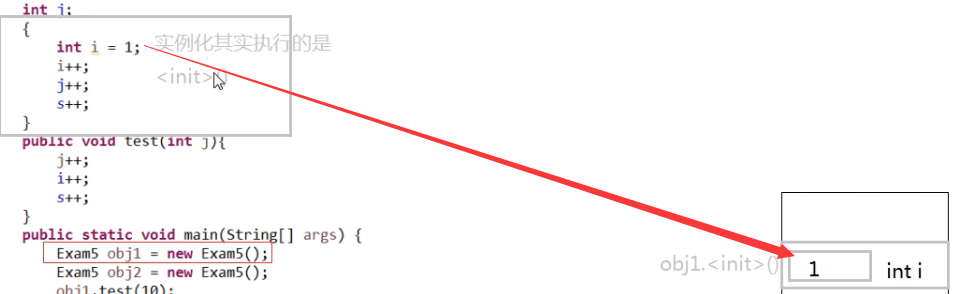 int j;
{
int i = 1; 实例化其实执行的是
i++; <init>()
j++;
s++;
}
public void test(int j){
j++;
i++;
s++;
}
public static void main(String[] args) {
Exam5 obj1 = new Exam5();
Exam5 obj2 = new Exam5();
obj1.test(10);
obj1.<init>() 1 int i